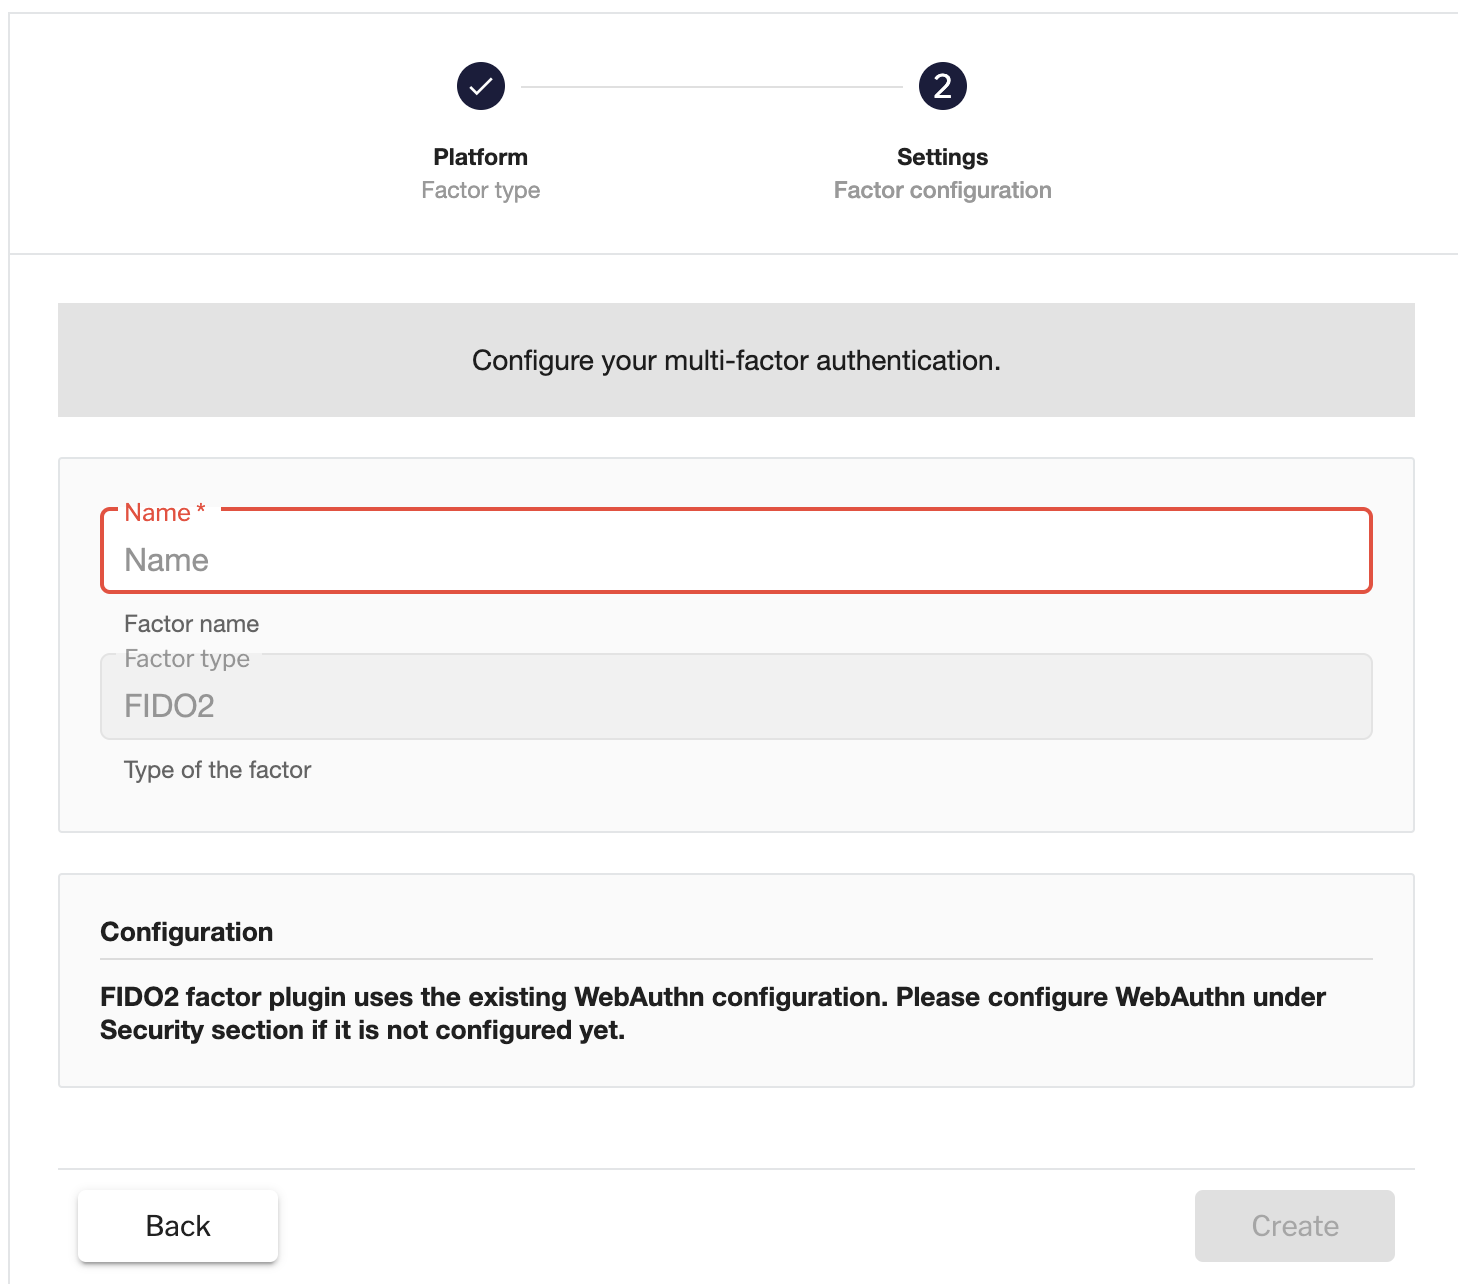 2
Platform
Settings
Factor type
Factor configuration
Configure your multi-factor authentication.
Name *
Name
Factor name
Factor type
FIDO2
Type of the factor
Configuration
FIDO2 factor plugin uses the existing WebAuthn configuration. Please configure WebAuthn under
Security section if it is not configured yet.
Back
Create